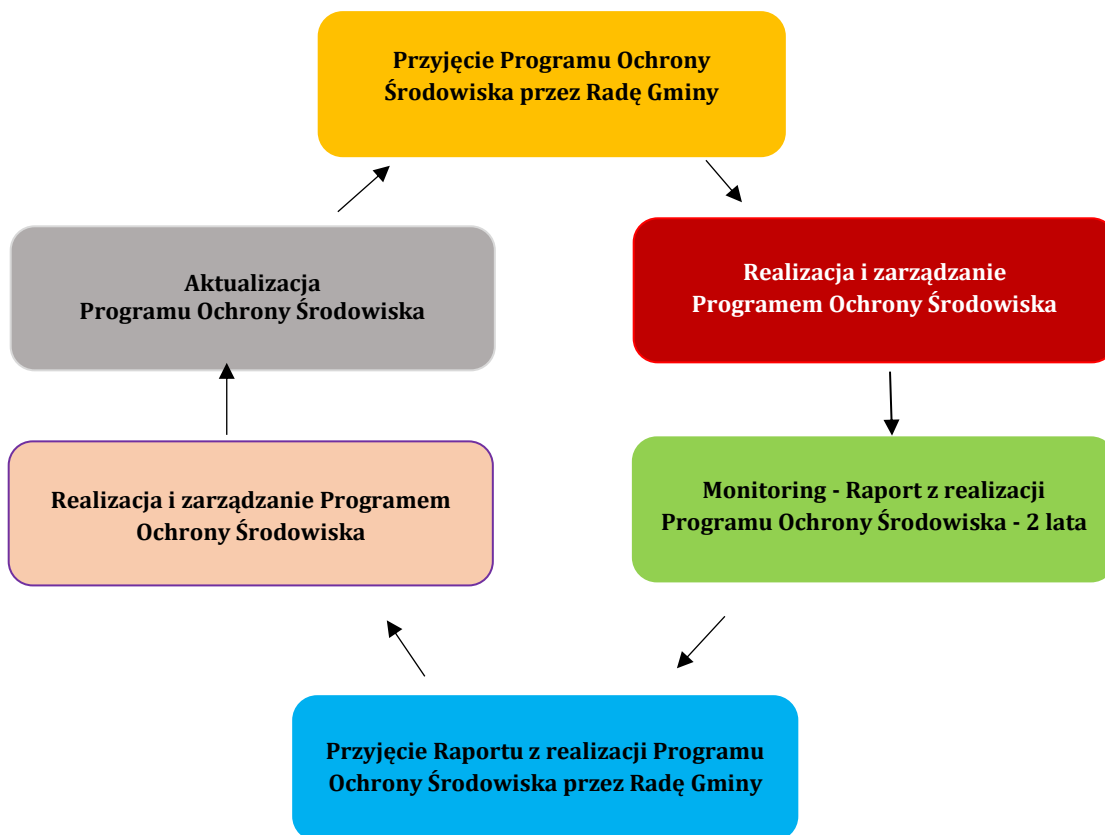 Przyjęcie Programu Ochrony
Środowiska przez Radę Gminy
Realizacja i zarządzanie
Programem Ochrony Środowiska
Monitoring - Raport z realizacji
Programu Ochrony Środowiska - 2 lata
Przyjęcie Raportu z realizacji Programu
Ochrony Środowiska przez Radę Gminy
Realizacja i zarządzanie Programem
Ochrony Środowiska
Aktualizacja
Programu Ochrony Środowiska